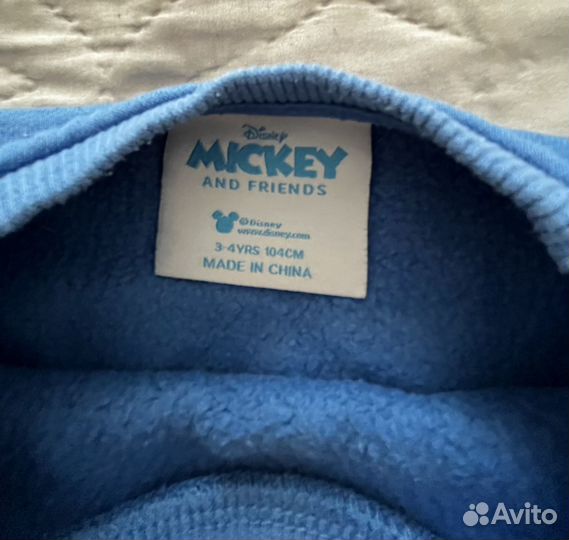 Disney
MICKEY
AND FRIENDS
©Disney
www.disney.com
3-4YRS 104CM
MADE IN CHINA
Avito